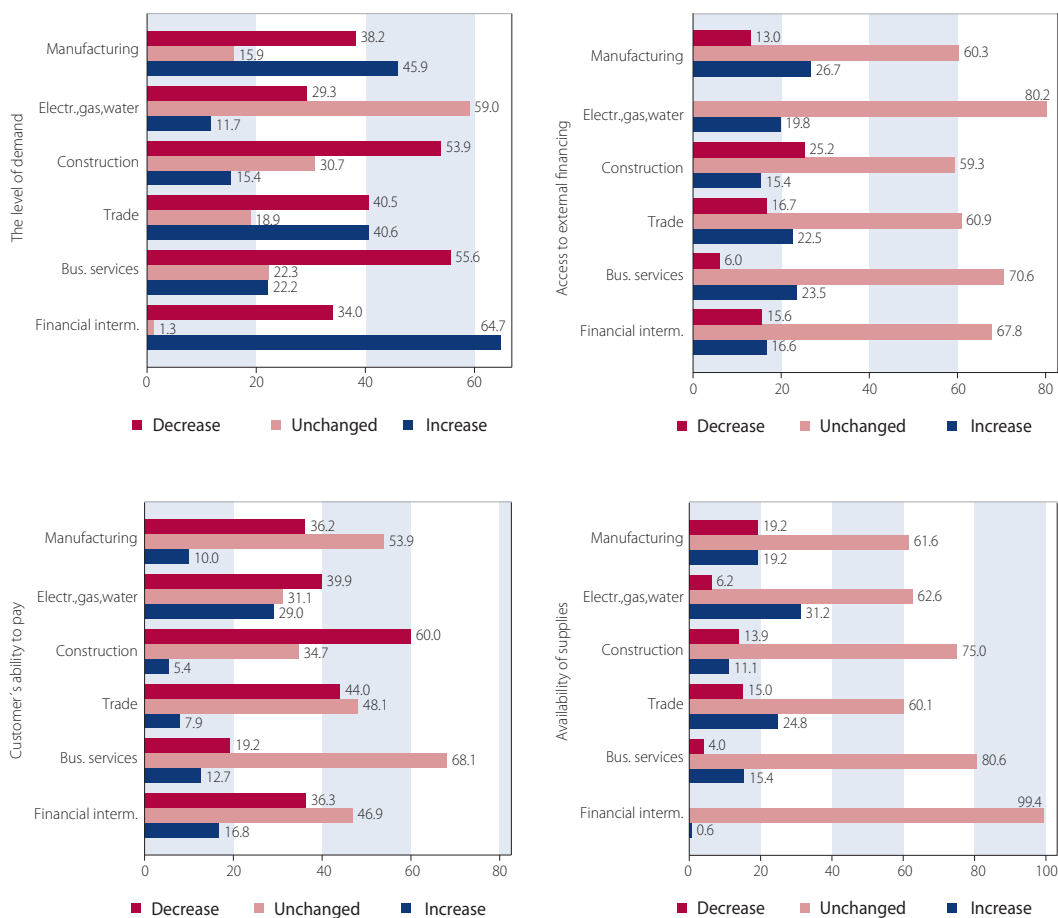 The level of demand
Manufacturing
38.2
15.9
45.9
Electr.,gas,water
29.3
59.0
11.7
Construction
53.9
30.7
15.4
Trade
40.5
18.9
40.6
Bus. services
55.6
22.3
22.2
Financial interm.
34.0
1.3
64.7
0 20 40 60
Decrease Unchanged Increase
Access to external financing
Manufacturing
13.0
60.3
26.7
Electr.,gas,water
80.2
19.8
Construction
25.2
59.3
15.4
Trade
16.7
60.9
22.5
Bus. services
6.0
70.6
23.5
Financial interm.
15.6
67.8
16.6
0 20 40 60 80
Decrease Unchanged Increase
Customer´s ability to pay
Manufacturing
36.2
53.9
10.0
Electr.,gas,water
39.9
31.1
29.0
Construction
60.0
34.7
5.4
Trade
44.0
48.1
7.9
Bus. services
19.2
68.1
12.7
Financial interm.
36.3
46.9
16.8
0 20 40 60 80
Decrease Unchanged Increase
Availability of supplies
Manufacturing
19.2
61.6
19.2
Electr.,gas,water
6.2
62.6
31.2
Construction
13.9
75.0
11.1
Trade
15.0
60.1
24.8
Bus. services
4.0
80.6
15.4
Financial interm.
99.4
0.6
0 20 40 60 80 100
Decrease Unchanged Increase